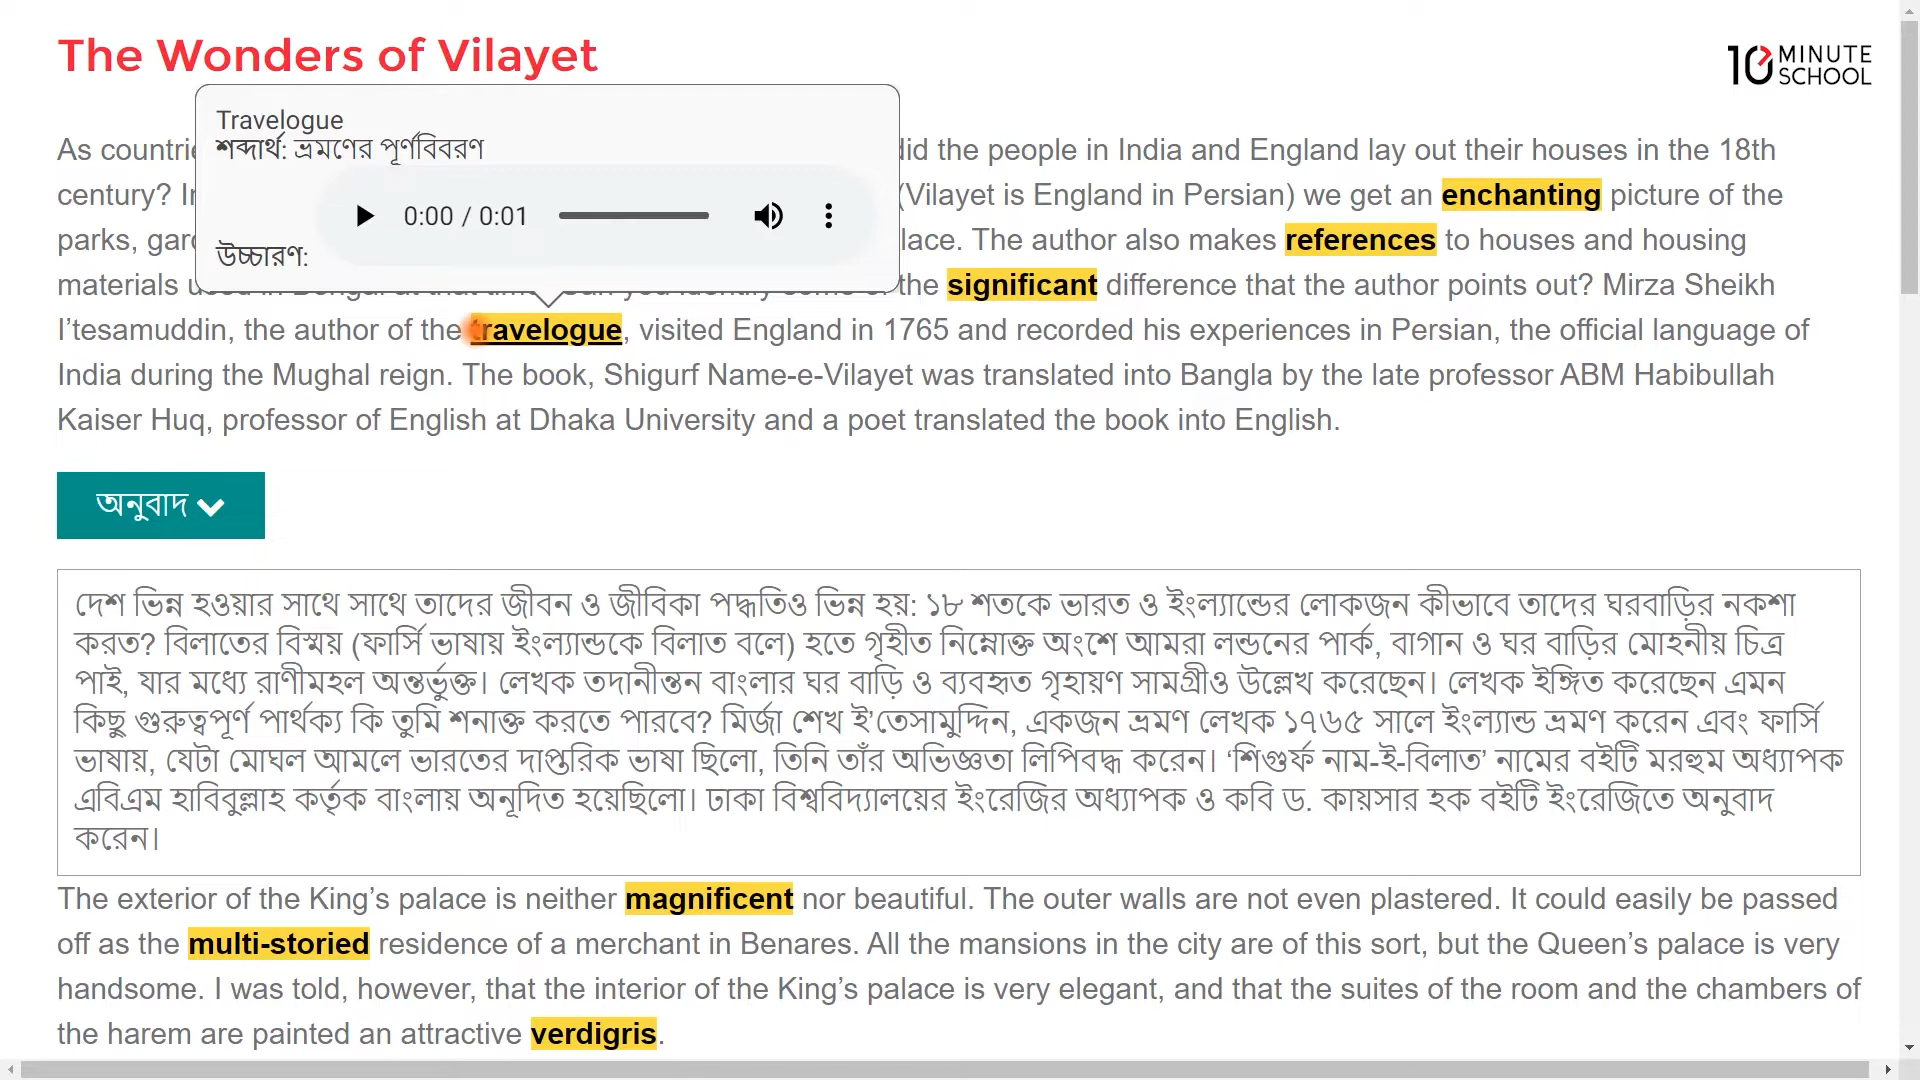 The Wonders of Vilayet
10 MINUTE
SCHOOL
Travelogue
শব্দার্থ: ভ্রমণের পূর্ণবিবরণ
0:00 / 0:01
উচ্চারণ:
As countri did the people in India and England lay out their houses in the 18th
century? (Vilayet is England in Persian) we get an enchanting picture of the
parks, lace. The author also makes references to houses and housing
materials the significant difference that the author points out? Mirza Sheikh
I’tesamuddin, the author of the travelogue, visited England in 1765 and recorded his experiences in Persian, the official language of
India during the Mughal reign. The book, Shigurf Name-e-Vilayet was translated into Bangla by the late professor ABM Habibullah
Kaiser Huq, professor of English at Dhaka University and a poet translated the book into English.
অনুবাদ
দেশ ভিন্ন হওয়ার সাথে সাথে তাদের জীবন ও জীবিকা পদ্ধতিও ভিন্ন হয়: ১৮ শতকে ভারত ও ইংল্যান্ডের লোকজন কীভাবে তাদের ঘরবাড়ির নকশা
করত? বিলাতের বিস্ময় (ফার্সি ভাষায় ইংল্যান্ডকে বিলাত বলে) হতে গৃহীত নিম্নোক্ত অংশে আমরা লন্ডনের পার্ক, বাগান ও ঘর বাড়ির মোহনীয় চিত্র
পাই, যার মধ্যে রাণীমহল অন্তর্ভুক্ত। লেখক তদানীন্তন বাংলার ঘর বাড়ি ও ব্যবহৃত গৃহায়ণ সামগ্রীও উল্লেখ করেছেন। লেখক ইঙ্গিত করেছেন এমন
কিছু গুরুত্বপূর্ণ পার্থক্য কি তুমি শনাক্ত করতে পারবে? মির্জা শেখ ই’তেসামুদ্দিন, একজন ভ্রমণ লেখক ১৭৬৫ সালে ইংল্যান্ড ভ্রমণ করেন এবং ফার্সি
ভাষায়, যেটা মোঘল আমলে ভারতের দাপ্তরিক ভাষা ছিলো, তিনি তাঁর অভিজ্ঞতা লিপিবদ্ধ করেন। ‘শিগুর্ফ নাম-ই-বিলাত’ নামের বইটি মরহুম অধ্যাপক
এবিএম হাবিবুল্লাহ কর্তৃক বাংলায় অনূদিত হয়েছিলো। ঢাকা বিশ্ববিদ্যালয়ের ইংরেজির অধ্যাপক ও কবি ড. কায়সার হক বইটি ইংরেজিতে অনুবাদ
করেন।
The exterior of the King’s palace is neither magnificent nor beautiful. The outer walls are not even plastered. It could easily be passed
off as the multi-storied residence of a merchant in Benares. All the mansions in the city are of this sort, but the Queen’s palace is very
handsome. I was told, however, that the interior of the King’s palace is very elegant, and that the suites of the room and the chambers of
the harem are painted an attractive verdigris.